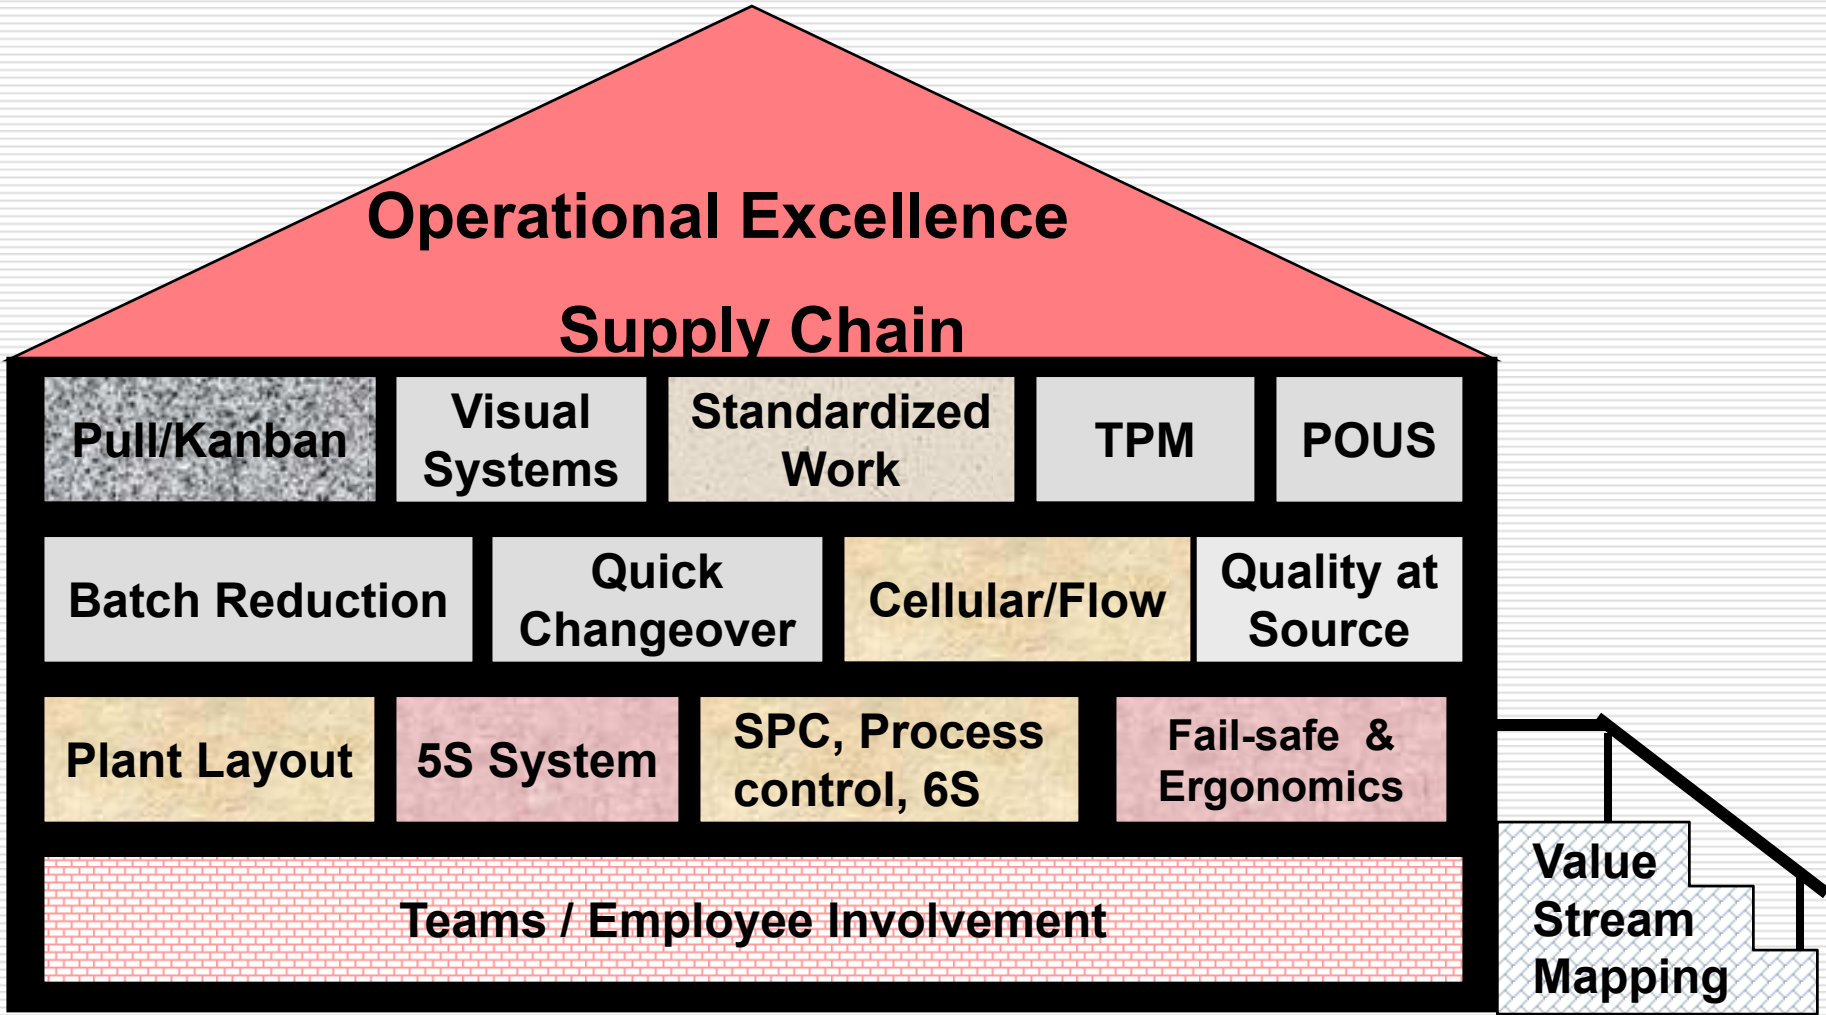 Operational Excellence
Supply Chain
Pull/Kanban
Visual
Systems
Standardized
Work
TPM
POUS
Batch Reduction
Quick
Changeover
Cellular/Flow
Quality at
Source
Plant Layout
5S System
SPC, Process
control, 6S
Fail-safe &
Ergonomics
Teams / Employee Involvement
Value
Stream
Mapping